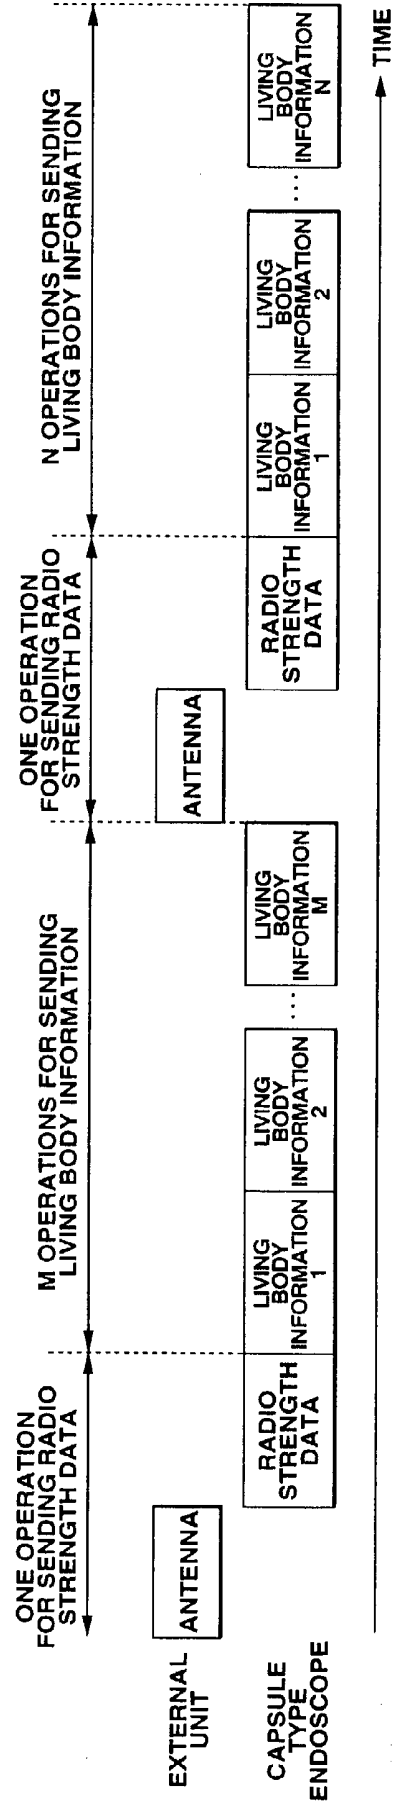 ONE OPERATION
FOR SENDING RADIO
STRENGTH DATA
M OPERATIONS FOR SENDING
LIVING BODY INFORMATION
ONE OPERATION
FOR SENDING RADIO
STRENGTH DATA
N OPERATIONS FOR SENDING
LIVING BODY INFORMATION
EXTERNAL
UNIT
ANTENNA
ANTENNA
CAPSULE
TYPE
ENDOSCOPE
RADIO
STRENGTH
DATA
LIVING
BODY
INFORMATION
1
LIVING
BODY
INFORMATION
2
....
LIVING
BODY
INFORMATION
M
RADIO
STRENGTH
DATA
LIVING
BODY
INFORMATION
1
LIVING
BODY
INFORMATION
2
....
LIVING
BODY
INFORMATION
N
TIME